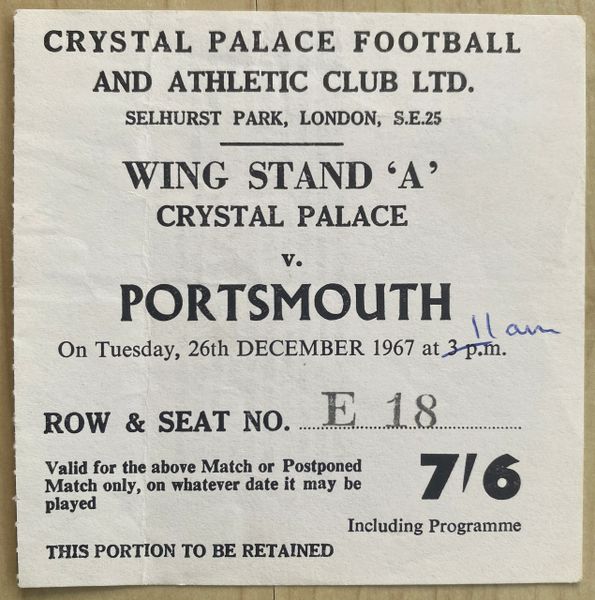 CRYSTAL PALACE FOOTBALL
AND ATHLETIC CLUB LTD.
SELHURST PARK, LONDON, S.E.25
WING STAND ‘A’
CRYSTAL PALACE
v.
PORTSMOUTH
11 am
On Tuesday, 26th DECEMBER 1967 at 3 p.m.
ROW & SEAT NO. E 18
Valid for the above Match or Postponed
Match only, on whatever date it may be
played
7/6
Including Programme
THIS PORTION TO BE RETAINED